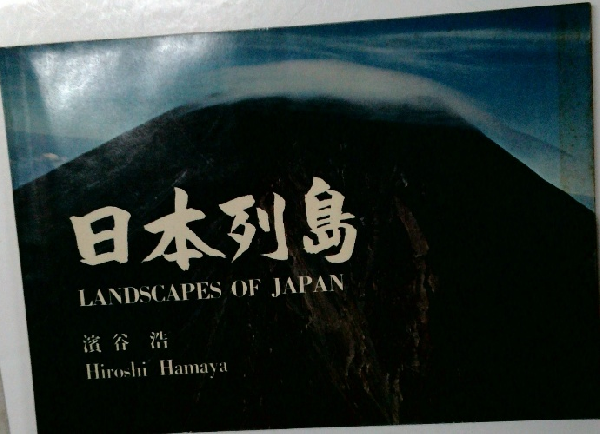 日本列島
LANDSCAPES OF JAPAN
濱谷 浩
Hiroshi Hamaya